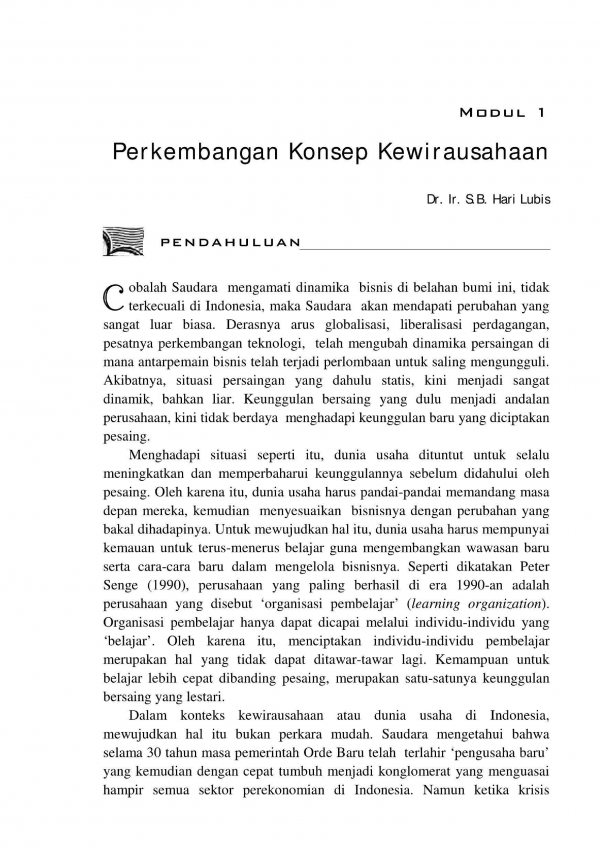 MODUL 1
Perkembangan Konsep Kewirausahaan
Dr. Ir. S.B. Hari Lubis
PENDAHULUAN
Cobalah Saudara mengamati dinamika bisnis di belahan bumi ini, tidak
terkecuali di Indonesia, maka Saudara akan mendapati perubahan yang
sangat luar biasa. Derasnya arus globalisasi, liberalisasi perdagangan,
pesatnya perkembangan teknologi, telah mengubah dinamika persaingan di
mana antarpemain bisnis telah terjadi perlombaan untuk saling mengungguli.
Akibatnya, situasi persaingan yang dahulu statis, kini menjadi sangat
dinamik, bahkan liar. Keunggulan bersaing yang dulu menjadi andalan
perusahaan, kini tidak berdaya menghadapi keunggulan baru yang diciptakan
pesaing.
Menghadapi situasi seperti itu, dunia usaha dituntut untuk selalu
meningkatkan dan memperbaharui keunggulannya sebelum didahului oleh
pesaing. Oleh karena itu, dunia usaha harus pandai-pandai memandang masa
depan mereka, kemudian menyesuaikan bisnisnya dengan perubahan yang
bakal dihadapinya. Untuk mewujudkan hal itu, dunia usaha harus mempunyai
kemauan untuk terus-menerus belajar guna mengembangkan wawasan baru
serta cara-cara baru dalam mengelola bisnisnya. Seperti dikatakan Peter
Senge (1990), perusahaan yang paling berhasil di era 1990-an adalah
perusahaan yang disebut ‘organisasi pembelajar’ (learning organization).
Organisasi pembelajar hanya dapat dicapai melalui individu-individu yang
‘belajar’. Oleh karena itu, menciptakan individu-individu pembelajar
merupakan hal yang tidak dapat ditawar-tawar lagi. Kemampuan untuk
belajar lebih cepat dibanding pesaing, merupakan satu-satunya keunggulan
bersaing yang lestari.
Dalam konteks kewirausahaan atau dunia usaha di Indonesia,
mewujudkan hal itu bukan perkara mudah. Saudara mengetahui bahwa
selama 30 tahun masa pemerintah Orde Baru telah terlahir ‘pengusaha baru’
yang kemudian dengan cepat tumbuh menjadi konglomerat yang menguasai
hampir semua sektor perekonomian di Indonesia. Namun ketika krisis